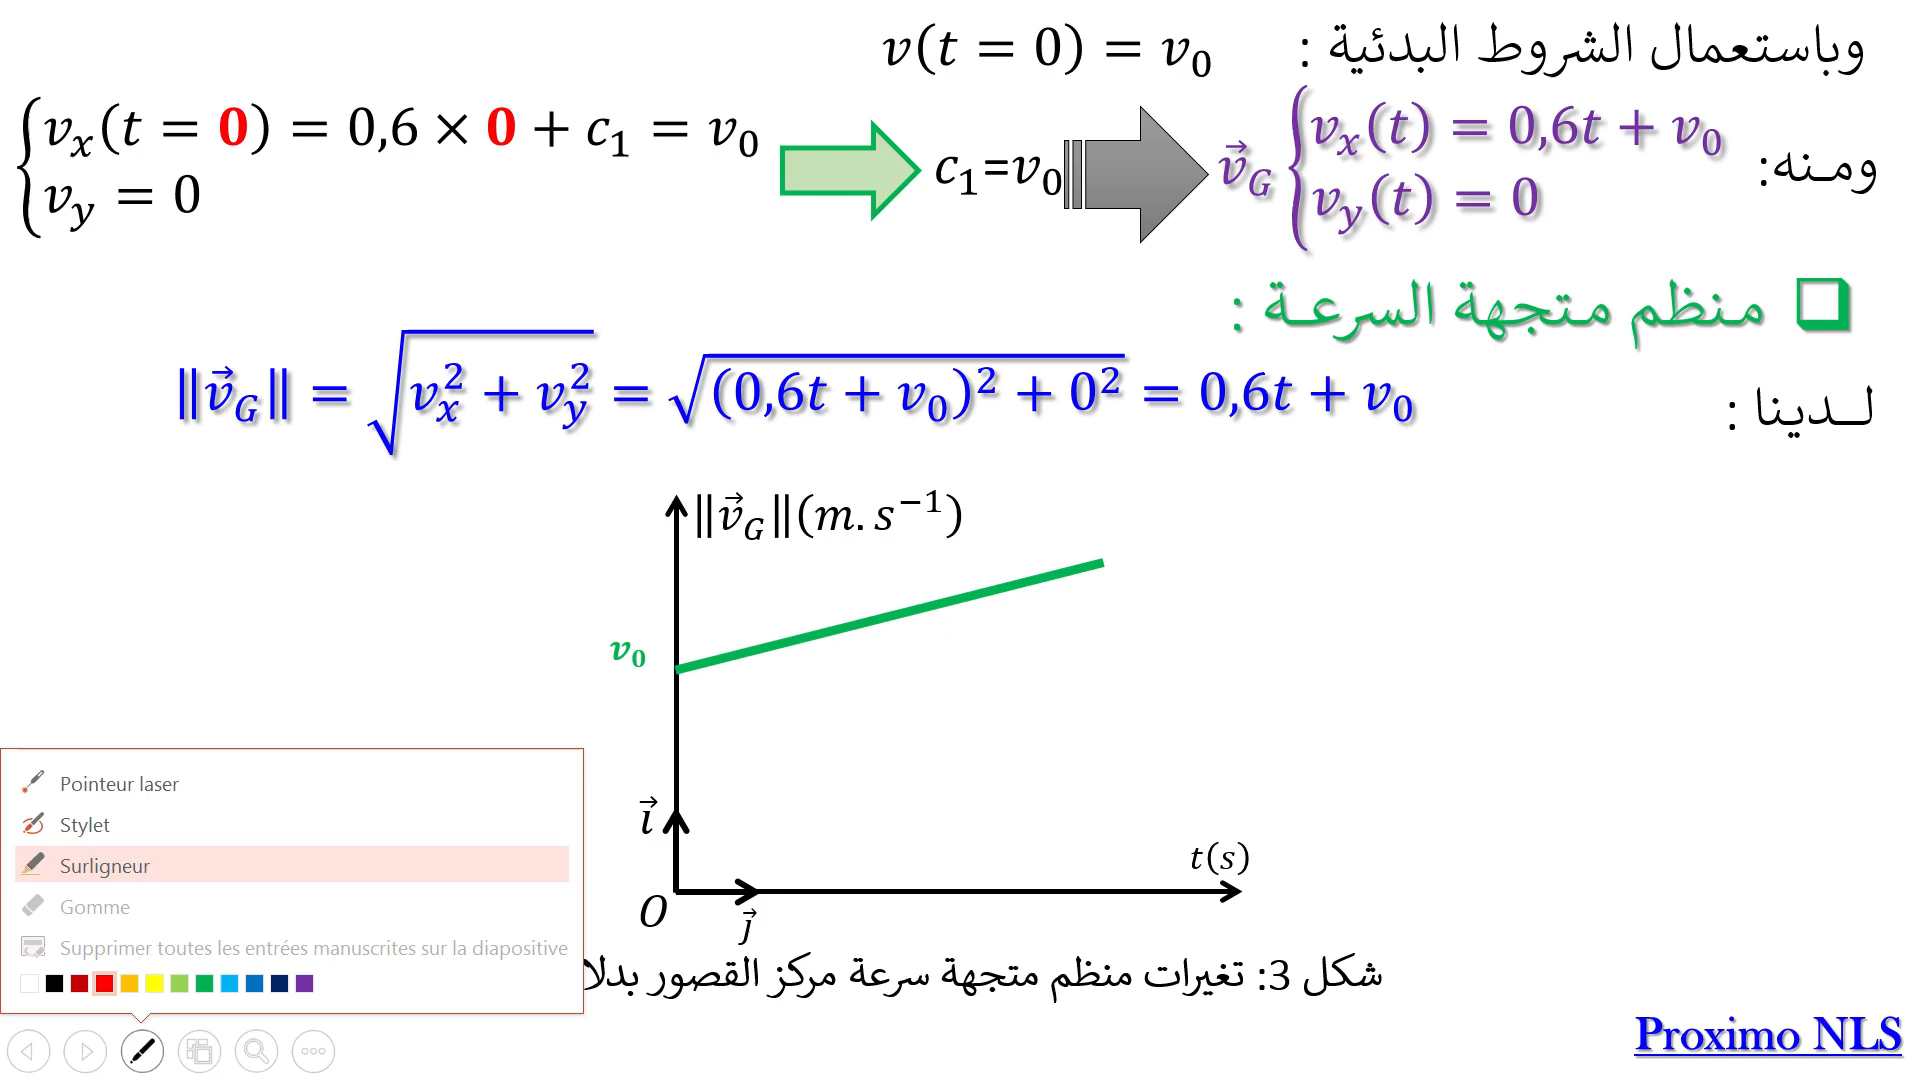 وباستعمال الشروط البدئية : v(t = 0) = v₀
{ vₓ(t = 0) = 0,6 × 0 + c₁ = v₀
v_y = 0
c₁=v₀
ومـنه:
v⃗_G { vₓ(t) = 0,6t + v₀
v_y(t) = 0
منظم متجهة السرعـة :
لـدينا :
‖v⃗_G‖ = √(vₓ² + v_y²) = √((0,6t + v₀)² + 0²) = 0,6t + v₀
‖v⃗_G‖(m.s⁻¹)
v₀
i⃗
t(s)
O
j⃗
شكل 3: تغيرات منظم متجهة سرعة مركز القصور
Pointeur laser
Stylet
Surligneur
Gomme
Supprimer toutes les entrées manuscrites sur la diapositive
Proximo NLS